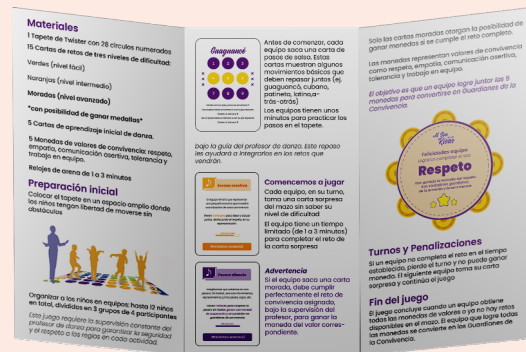 Materiales
1 Tapete de Twister con 28 círculos numerados
15 Cartas de retos de tres niveles de dificultad:
Verdes (nivel fácil)
Naranjas (nivel intermedio)
Moradas (nivel avanzado)
*con posibilidad de ganar medallas*
5 Cartas de aprendizaje inicial de danza.
5 Monedas de valores de convivencia: respeto,
empatía, comunicación asertiva, tolerancia y
trabajo en equipo.
Relojes de arena de 1 a 3 minutos
Preparación inicial
Colocar el tapete en un espacio amplio donde
los niños tengan libertad de moverse sin
obstáculos
Organizar a los niños en equipos: hasta 12 niños
en total, divididos en 3 grupos de 4 participantes
Este juego requiere la supervisión constante del
profesor de danza para garantizar la seguridad
y el respeto a las reglas en cada actividad.
Guaguancó
1 2 3
4 5 6
7 8 9
Antes de comenzar, cada
equipo saca una carta de
pasos de salsa. Estas
cartas muestran algunos
movimientos básicos que
deben repasar juntos (ej.
guaguancó, cubano,
patineta, latino,a-
trás-atrás)
Los equipos tienen unos
minutos para practicar los
pasos en el tapete.
bajo la guía del profesor de danza. Este repaso
les ayudará a integrarlos en los retos que
vendrán.
Comencemos a jugar
Cada equipo, en su turno,
toma una carta sorpresa
del mazo sin saber su
nivel de dificultad
El equipo tiene un tiempo
limitado (de 1 a 3 minutos)
para completar el reto de
la carta sorpresa
Advertencia
Si el equipo saca una carta
morada, debe cumplir
perfectamente el reto de
convivencia asignado,
bajo la supervisión del
profesor, para ganar la
moneda del valor corres-
pondiente.
Solo las cartas moradas otorgan la posibilidad de
ganar monedas si se cumple el reto completo.
Las monedas representan valores de convivencia
como respeto, empatía, comunicación asertiva,
tolerancia y trabajo en equipo.
El objetivo es que un equipo logre juntar las 5
monedas para convertirse en Guardianes de la
Convivencia.
Felicidades equipo
Respeto
Turnos y Penalizaciones
Si un equipo no completa el reto en el tiempo
establecido, pierde el turno y no puede ganar
moneda. El siguiente equipo toma su carta
sorpresa y continúa el juego
Fin del juego
El juego concluye cuando un equipo obtiene
todas las monedas de valores o ya no hay retos
disponibles en el mazo. El equipo que logre todas
las monedas se convierte en los Guardianes de
la Convivencia.